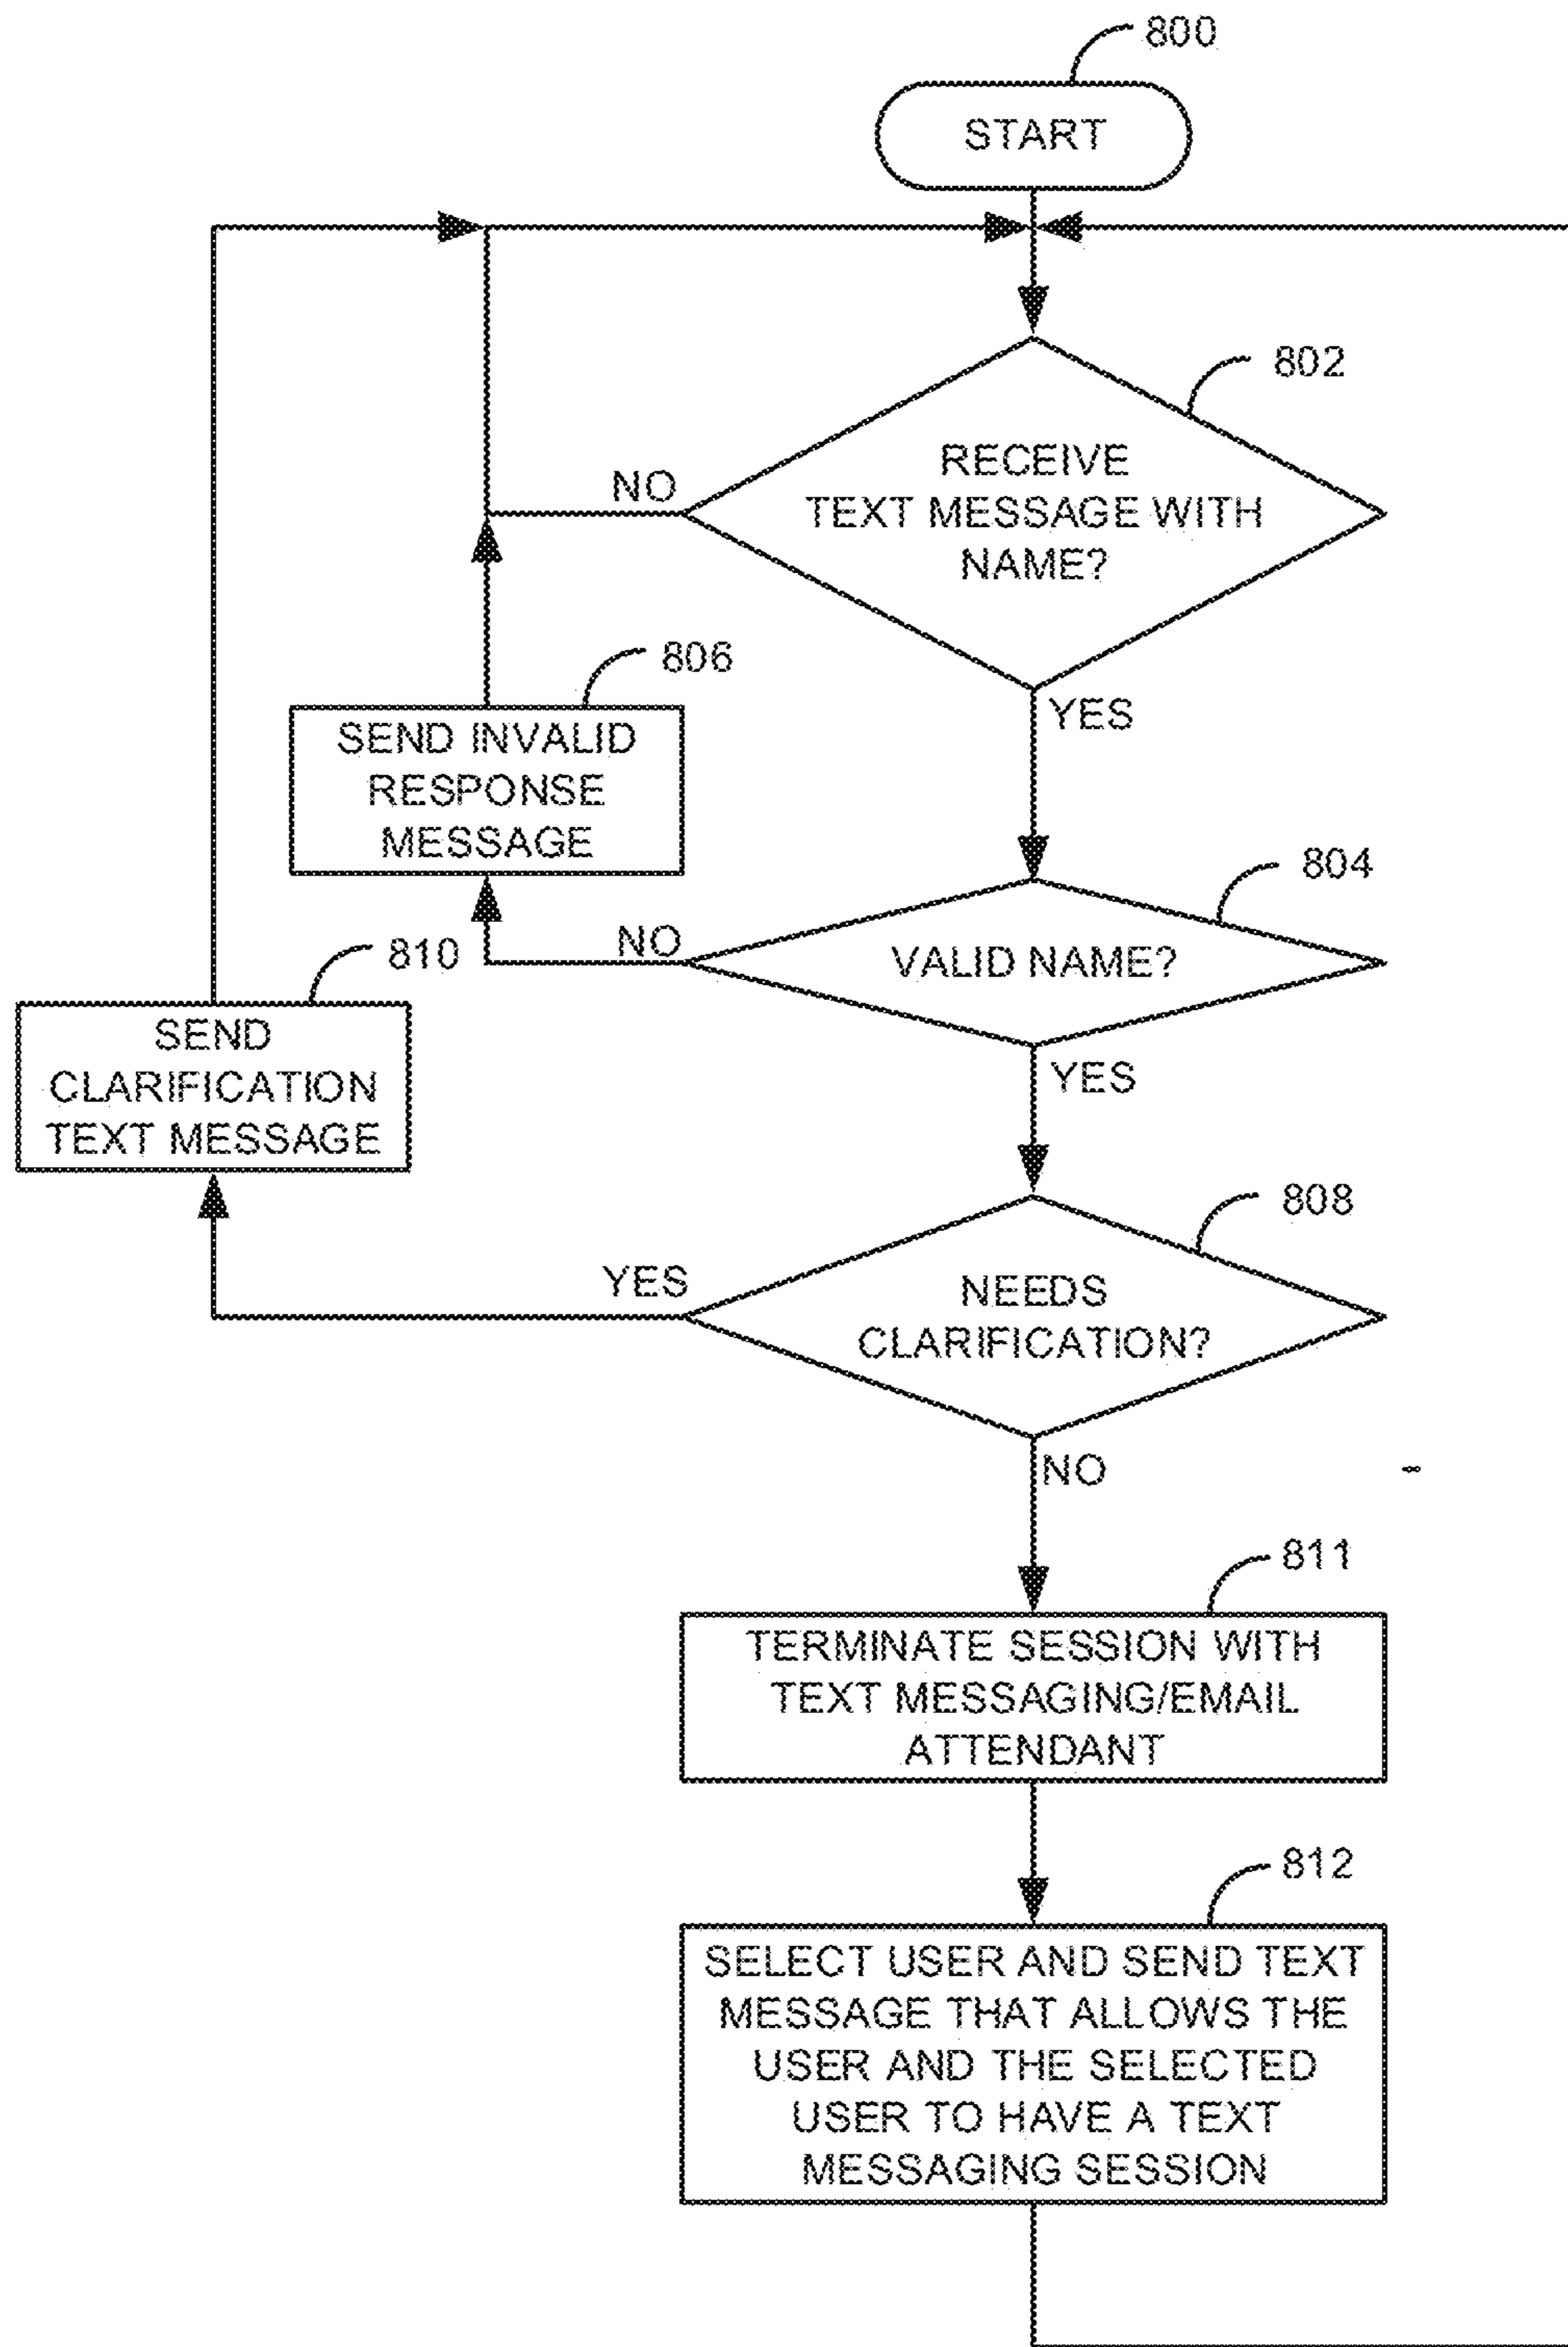 800
START
802
RECEIVE
TEXT MESSAGE WITH
NAME?
NO
YES
806
SEND INVALID
RESPONSE
MESSAGE
804
VALID NAME?
NO
YES
810
SEND
CLARIFICATION
TEXT MESSAGE
808
NEEDS
CLARIFICATION?
YES
NO
811
TERMINATE SESSION WITH
TEXT MESSAGING/EMAIL
ATTENDANT
812
SELECT USER AND SEND TEXT
MESSAGE THAT ALLOWS THE
USER AND THE SELECTED
USER TO HAVE A TEXT
MESSAGING SESSION